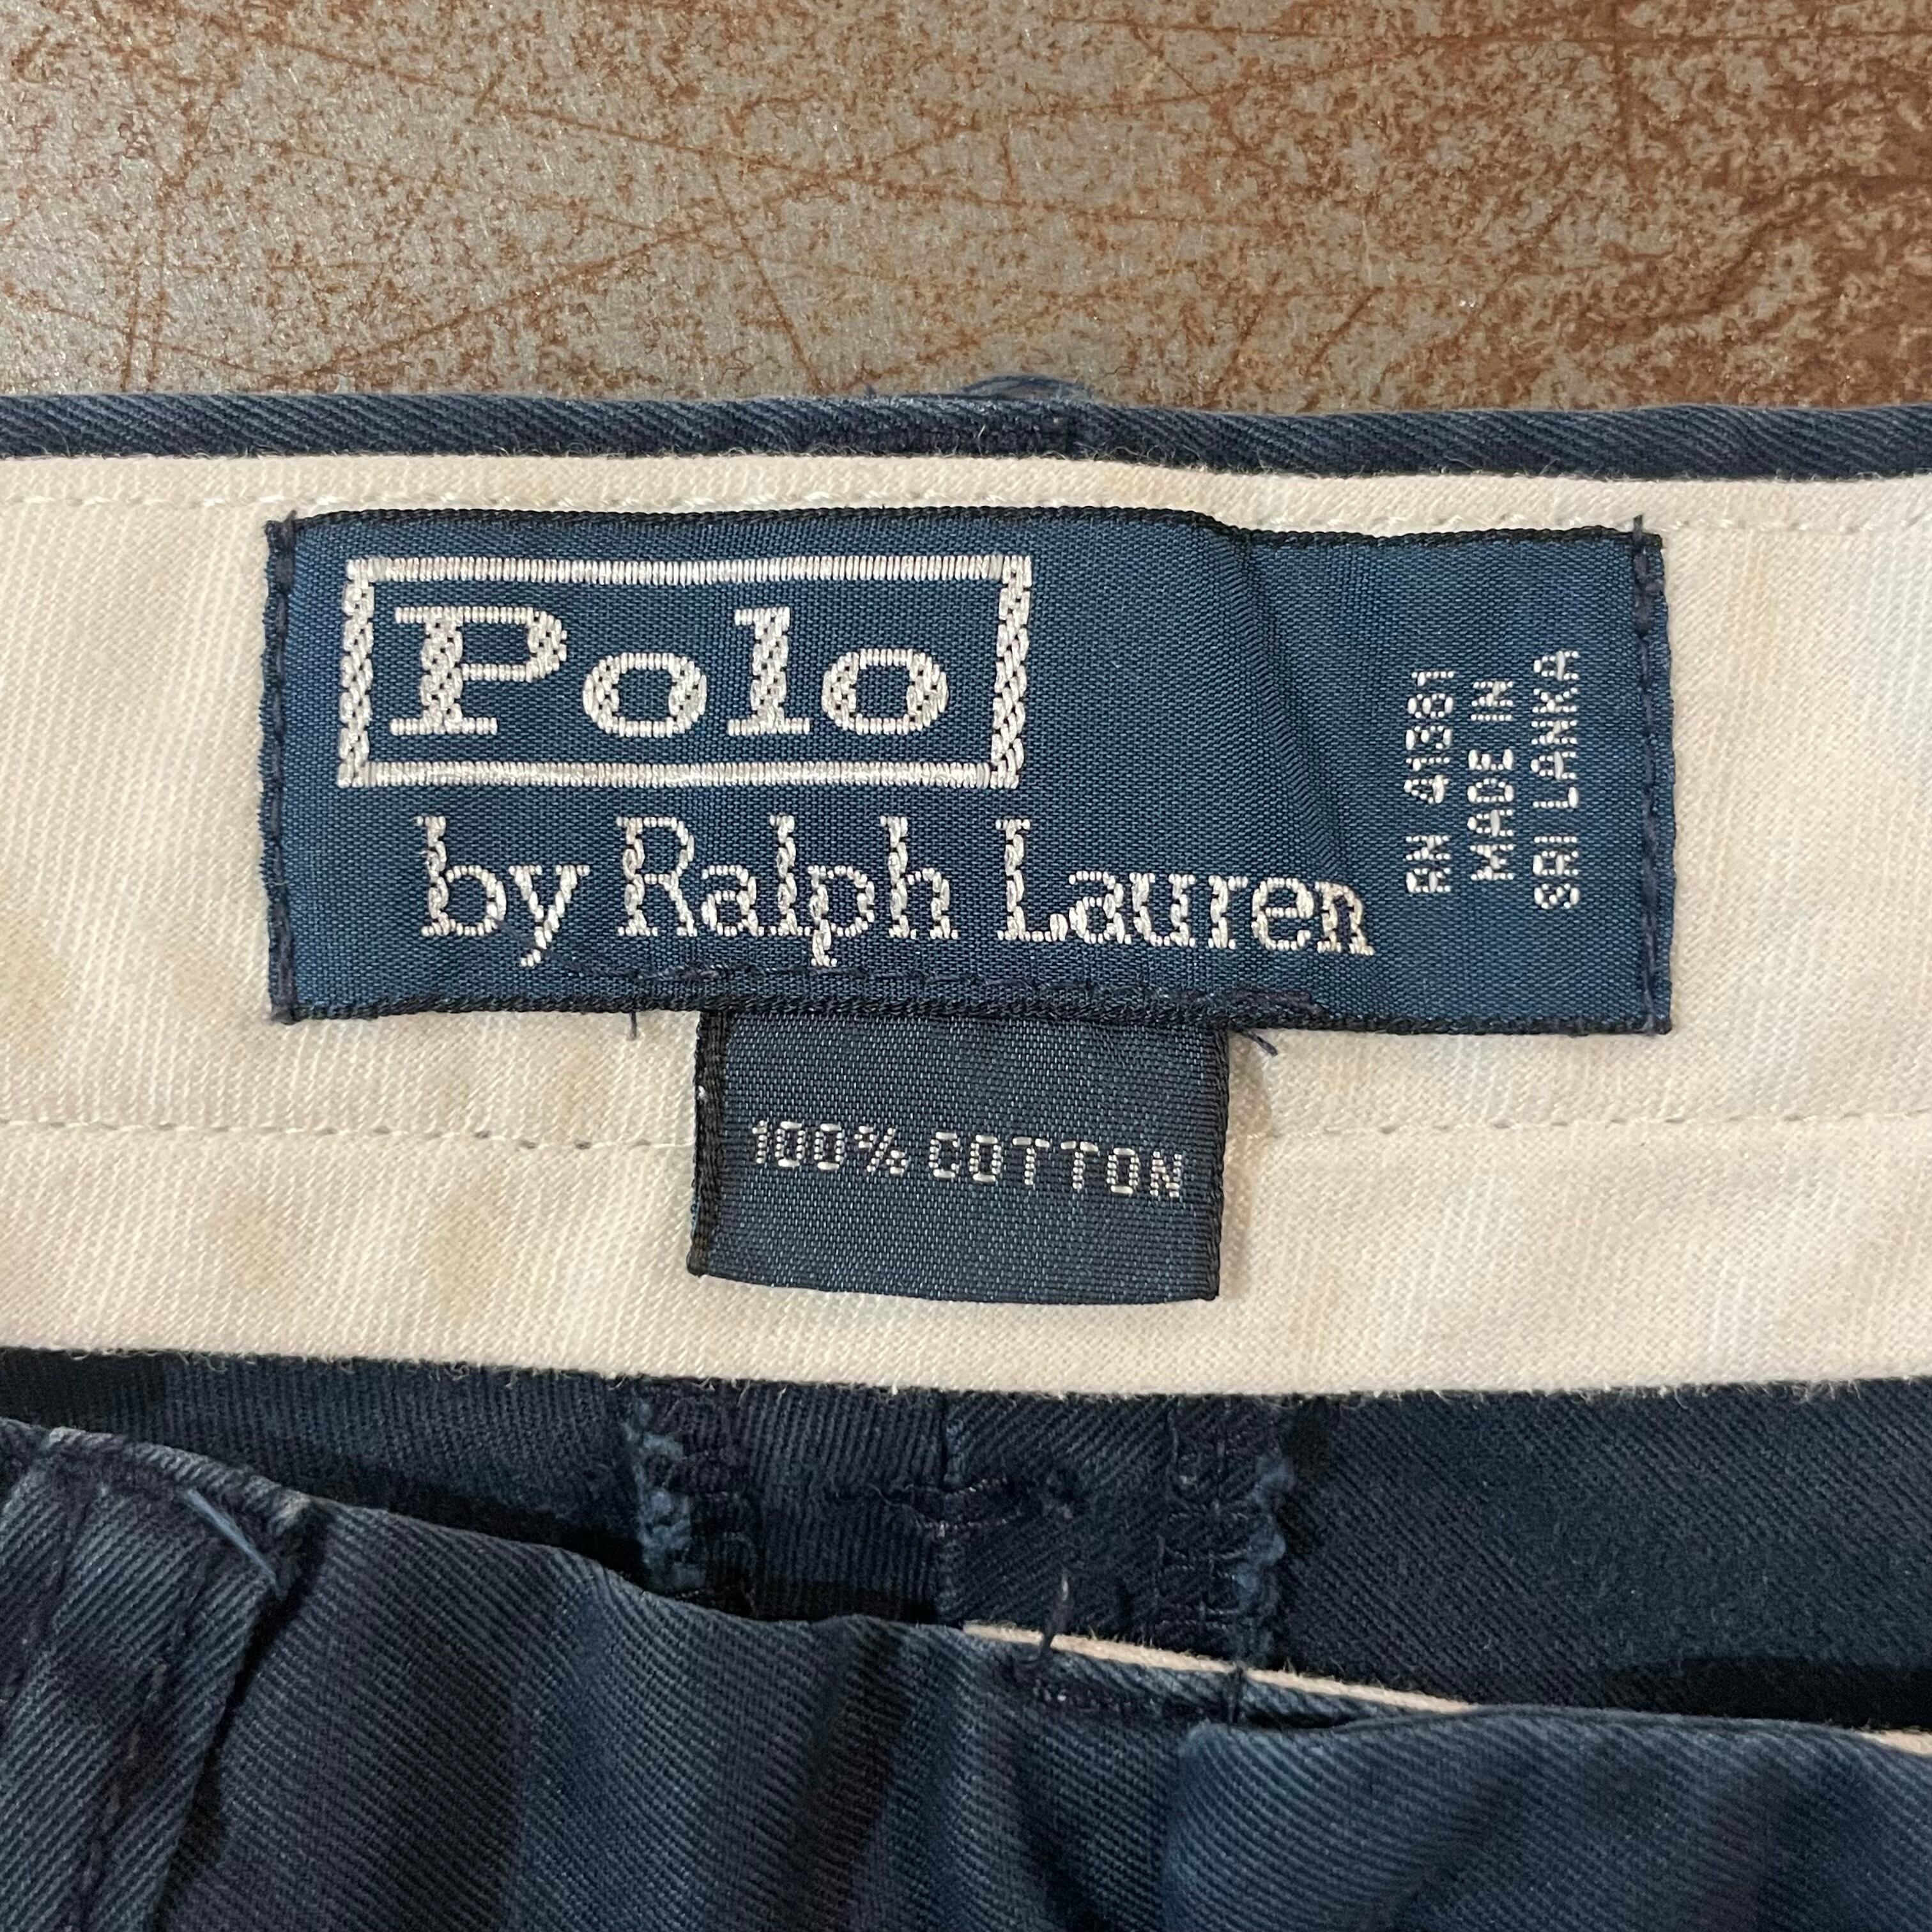 Polo
by Ralph Lauren
RN 41381
MADE IN
SRI LANKA
100% COTTON